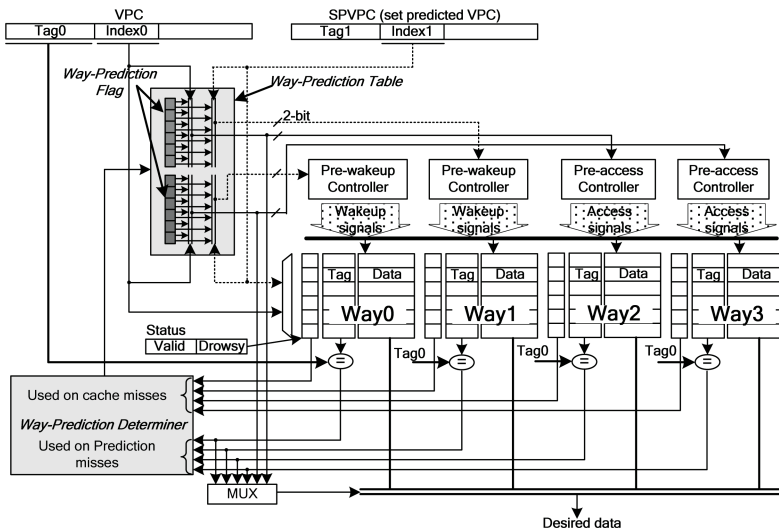 VPC
SPVPC (set predicted VPC)
Tag0 Index0
Tag1 Index1
Way-Prediction
Flag
Way-Prediction Table
2-bit
Pre-wakeup
Controller
Pre-wakeup
Controller
Pre-access
Controller
Pre-access
Controller
Wakeup
signals
Wakeup
signals
Access
signals
Access
signals
Tag Data
Tag Data
Tag Data
Tag Data
Way0
Way1
Way2
Way3
Status
Valid Drowsy
=
Tag0
=
Tag0
=
Tag0
=
Used on cache misses
Way-Prediction Determiner
Used on Prediction
misses
MUX
Desired data